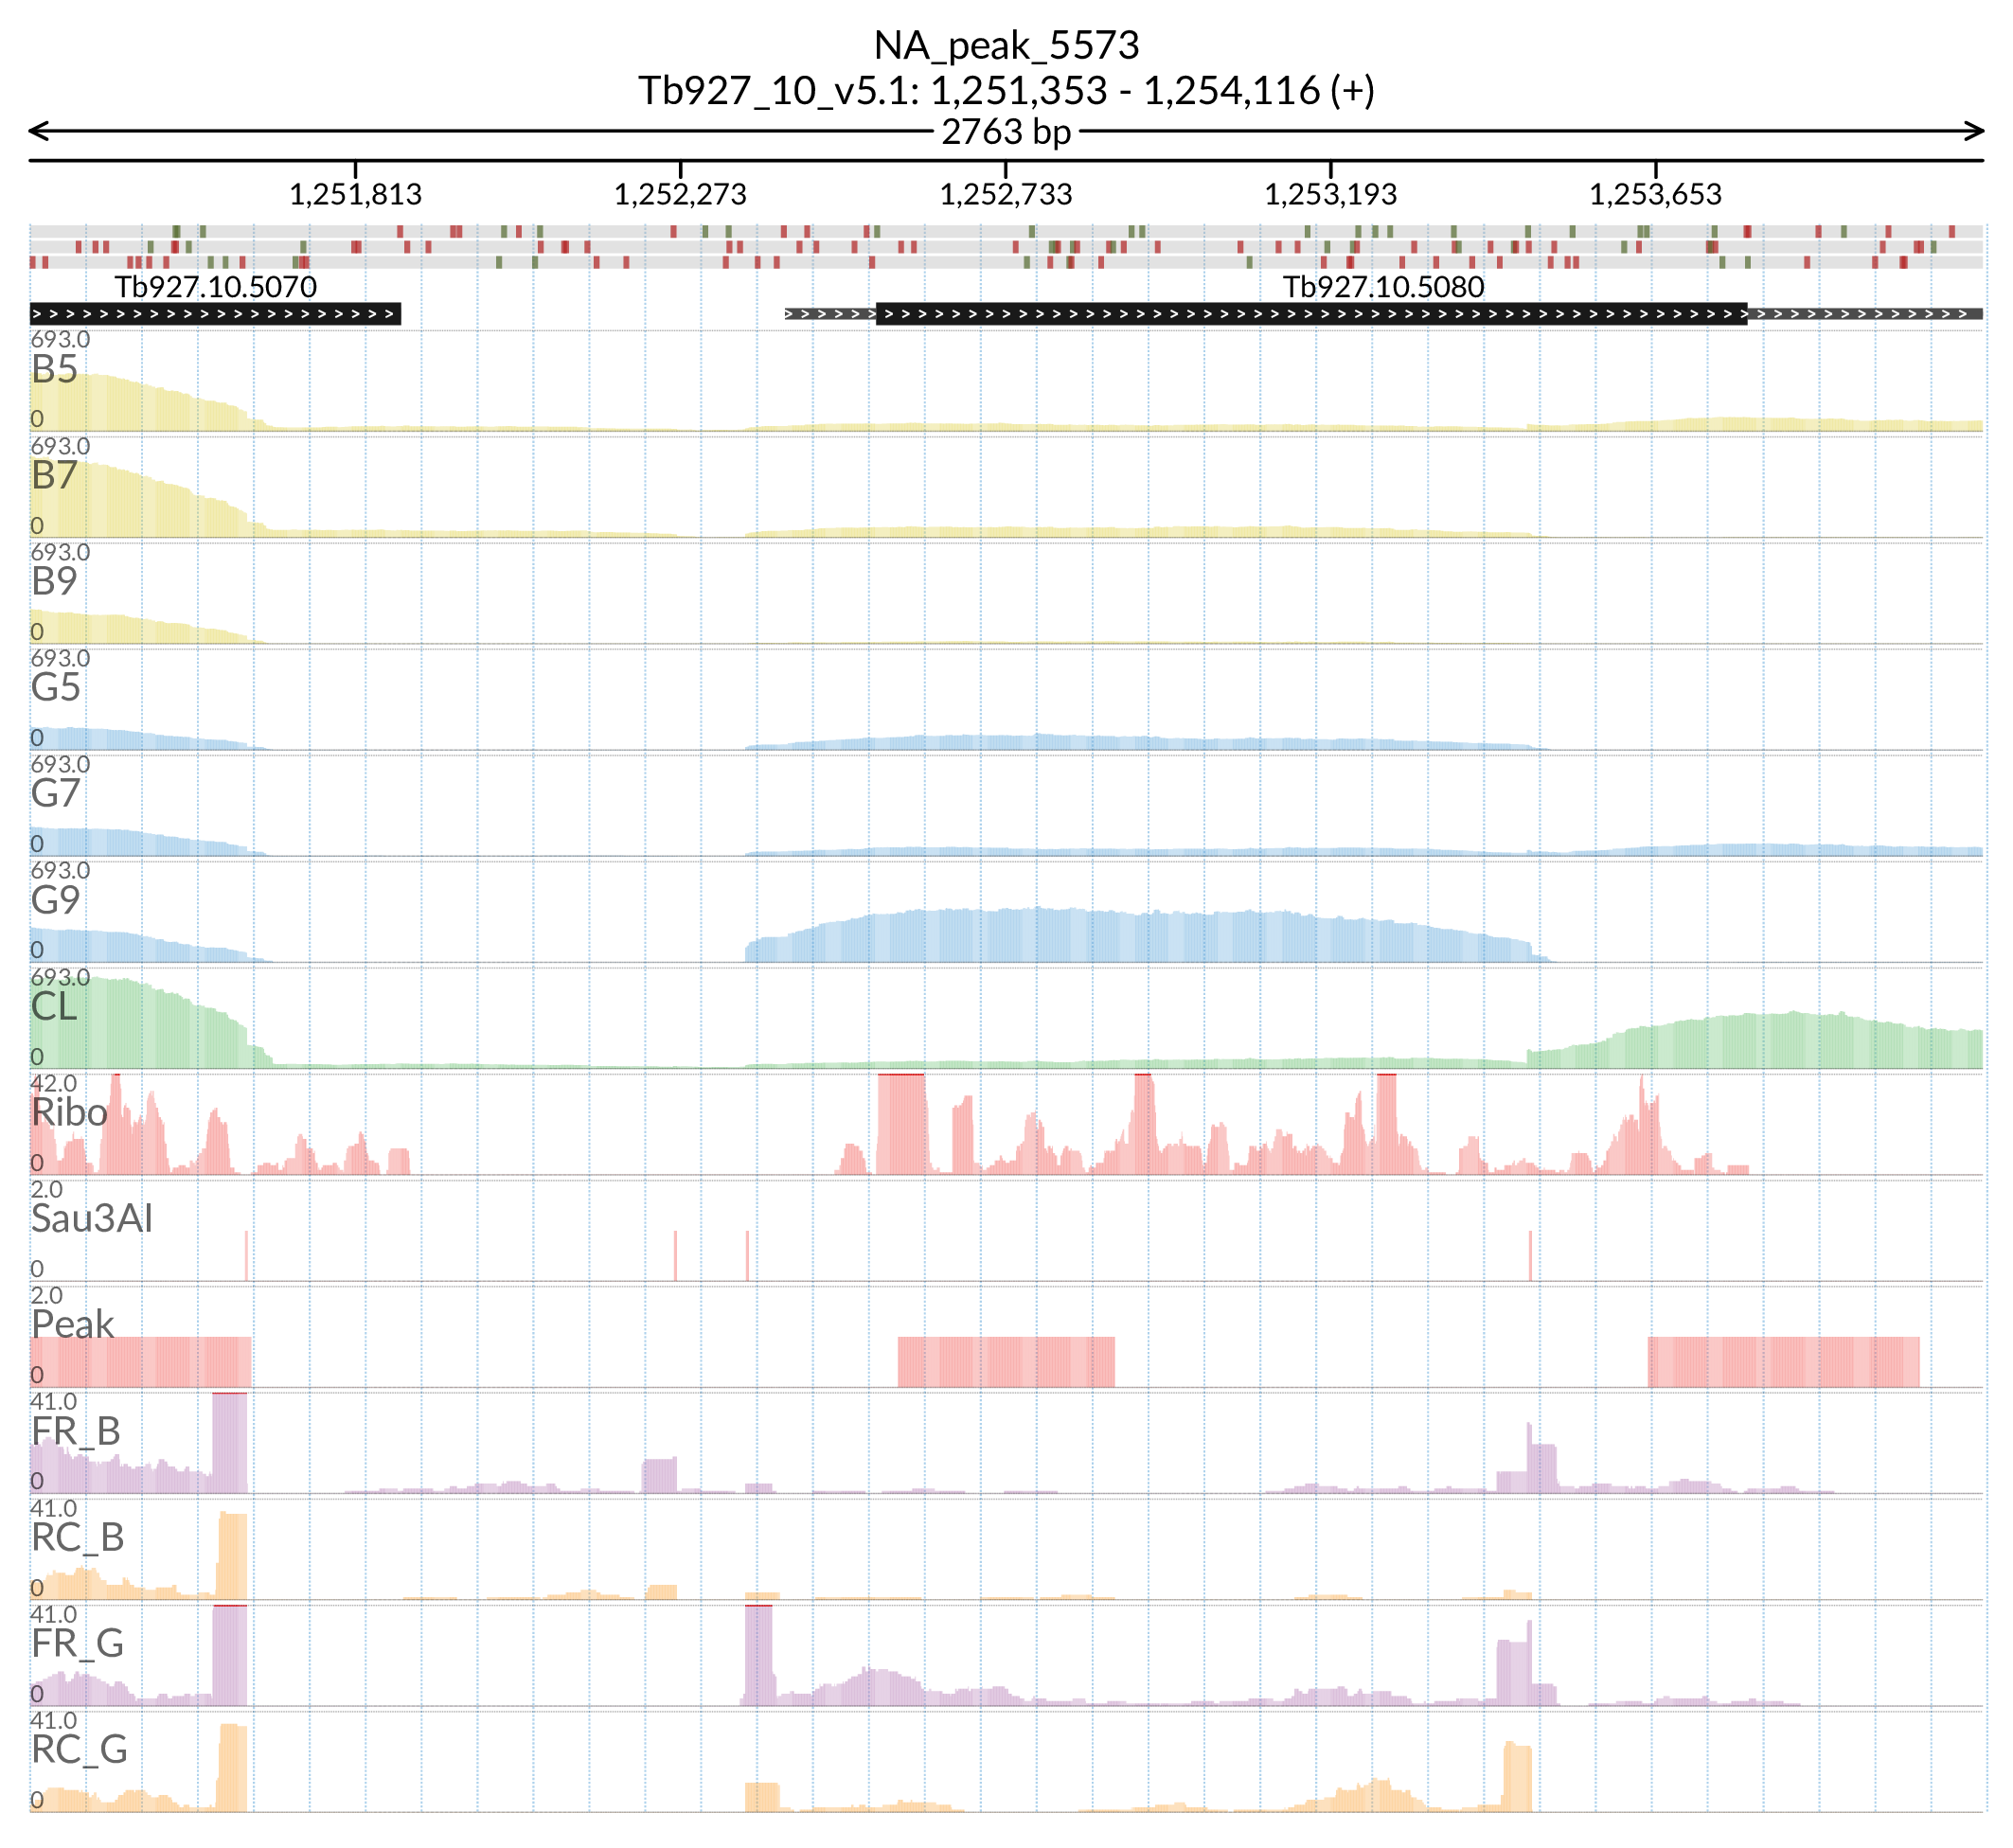 NA_peak_5573
Tb927_10_v5.1: 1,251,353 - 1,254,116 (+)
2763 bp
1,251,813 1,252,273 1,252,733 1,253,193 1,253,653
Tb927.10.5070 Tb927.10.5080
693.0
B5
0
693.0
B7
0
693.0
B9
0
693.0
G5
0
693.0
G7
0
693.0
G9
0
693.0
CL
0
42.0
Ribo
0
2.0
Sau3AI
0
2.0
Peak
0
41.0
FR_B
0
41.0
RC_B
0
41.0
FR_G
0
41.0
RC_G
0